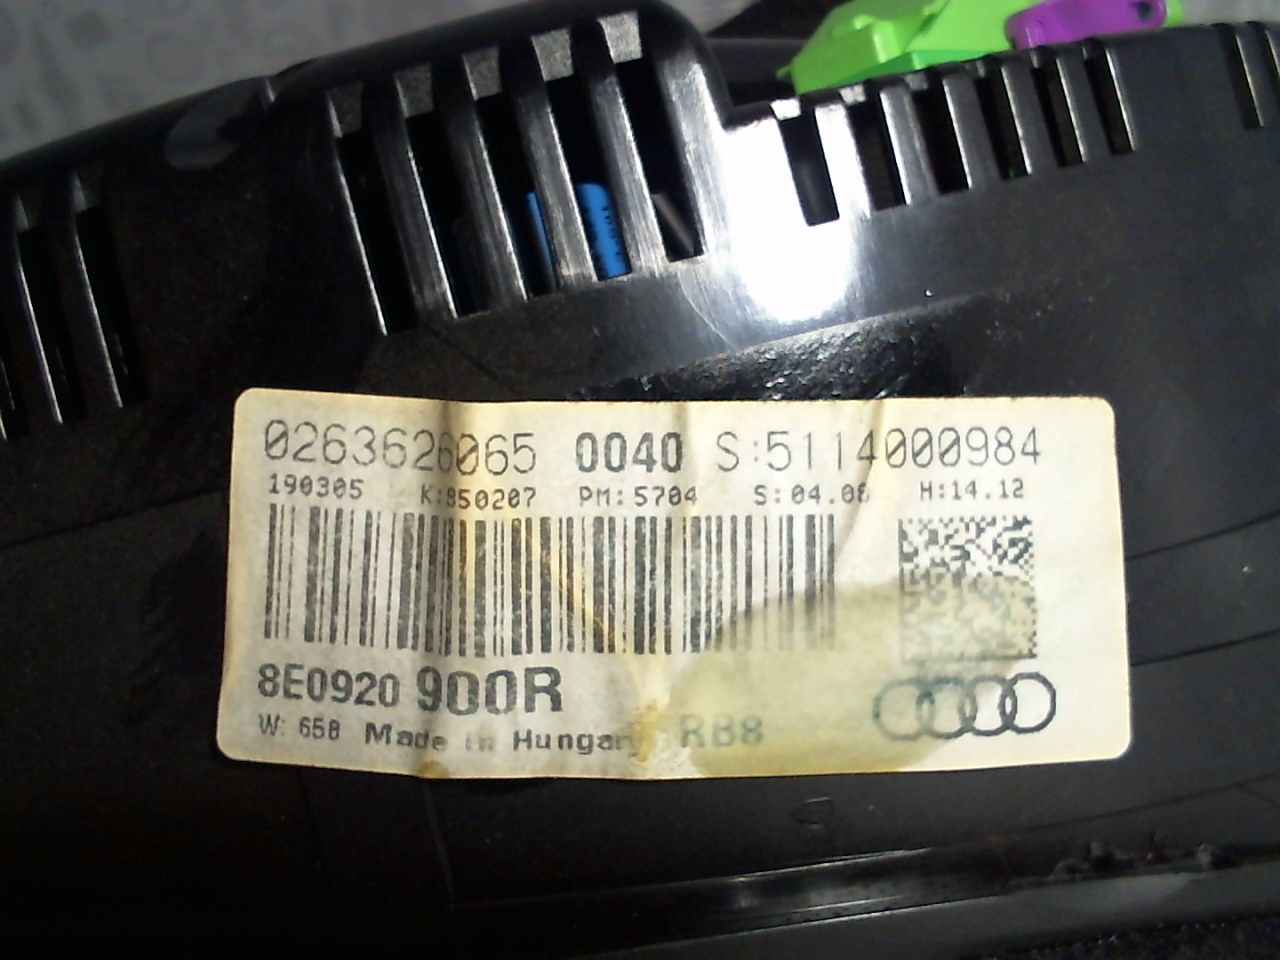 0263626065 0040 S:5114000984
190305 K:850207 PM:5704 S:04.08 H:14.12
8E0920 900R
W: 658 Made in Hungary RB8